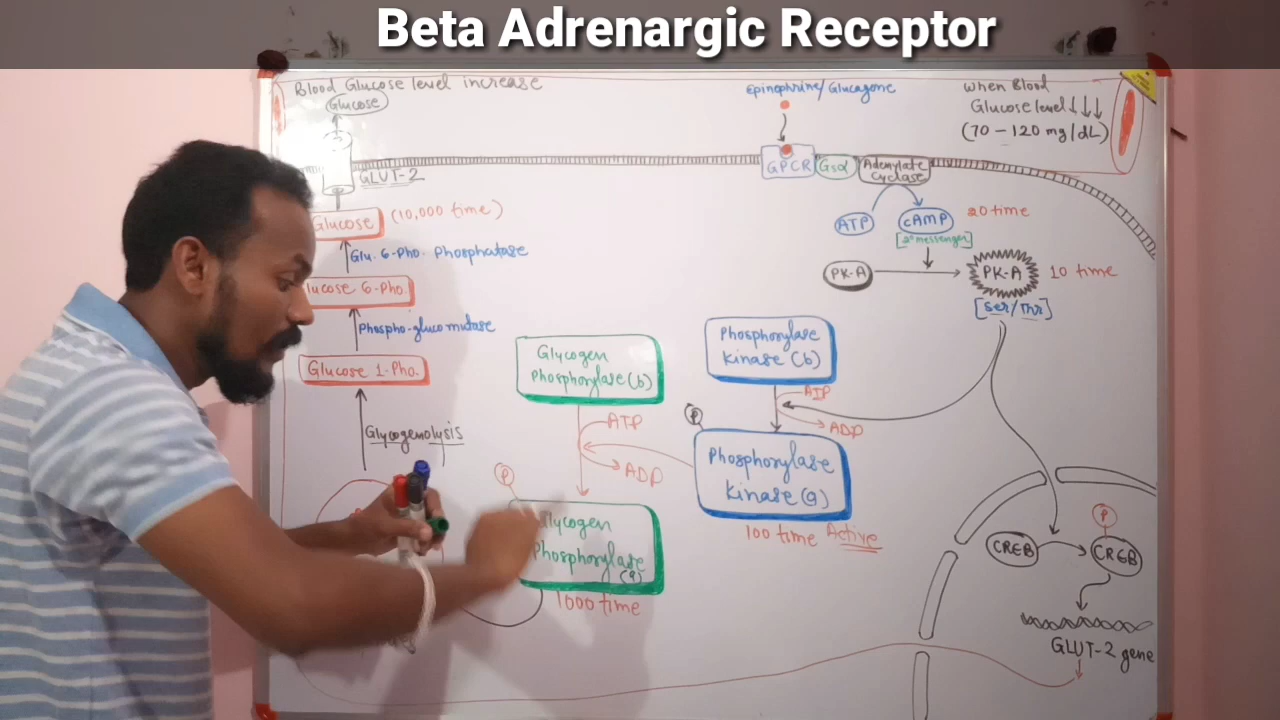 Beta Adrenargic Receptor
Blood Glucose level increase
Glucose
GLUT-2
Glucose
(10,000 time)
Glu. 6-Pho. Phosphatase
lucose 6-Pho.
Phospho-gluco mutase
Glucose 1-Pho.
Glycogenolysis
Epinephrine/Glucagone
GPCR
Gsα
Adenylate
cyclase
ATP
cAMP
20 time
[2° messenger]
PK-A
PK-A
10 time
[Ser/Thr]
When Blood
Glucose level ↓↓↓
(70 - 120 mg/dL)
Glycogen
Phosphorylase (b)
ATP
ADP
P
Glycogen
Phosphorylase
(a)
1000 time
Phosphorylase
Kinase (b)
ATP
ADP
P
Phosphorylase
Kinase (a)
100 time Active
CREB
P
CREB
GLUT-2 gene